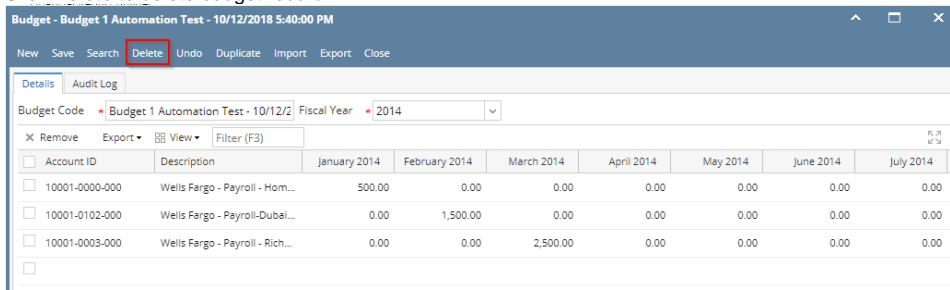 Budget - Budget 1 Automation Test - 10/12/2018 5:40:00 PM
New Save Search Delete Undo Duplicate Import Export Close
Details Audit Log
Budget Code * Budget 1 Automation Test - 10/12/2 Fiscal Year * 2014
Remove Export View Filter (F3)
Account ID Description January 2014 February 2014 March 2014 April 2014 May 2014 June 2014 July 2014
10001-0000-000 Wells Fargo - Payroll - Hom... 500.00 0.00 0.00 0.00 0.00 0.00 0.00
10001-0102-000 Wells Fargo - Payroll-Dubai... 0.00 1,500.00 0.00 0.00 0.00 0.00 0.00
10001-0003-000 Wells Fargo - Payroll - Rich... 0.00 0.00 2,500.00 0.00 0.00 0.00 0.00